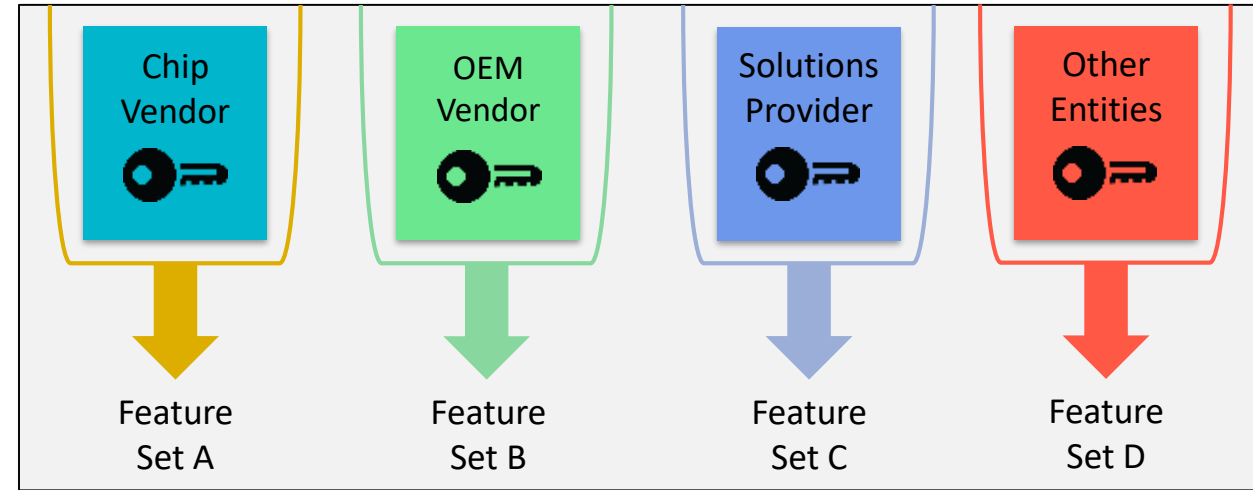 Chip
Vendor
OEM
Vendor
Solutions
Provider
Other
Entities
Feature
Set A
Feature
Set B
Feature
Set C
Feature
Set D